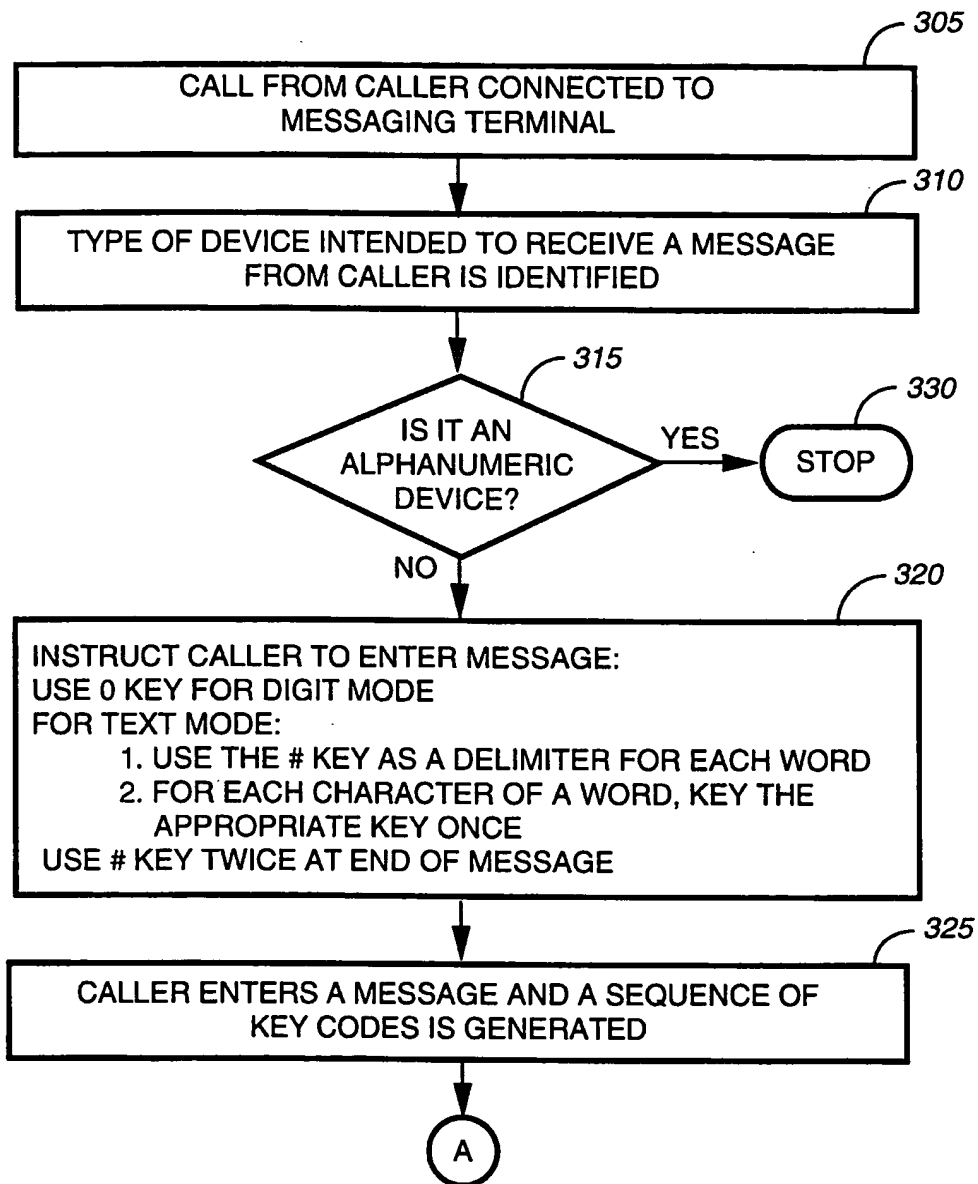 305
CALL FROM CALLER CONNECTED TO
MESSAGING TERMINAL
310
TYPE OF DEVICE INTENDED TO RECEIVE A MESSAGE
FROM CALLER IS IDENTIFIED
315
IS IT AN
ALPHANUMERIC
DEVICE?
YES
330
STOP
NO
320
INSTRUCT CALLER TO ENTER MESSAGE:
USE 0 KEY FOR DIGIT MODE
FOR TEXT MODE:
1. USE THE # KEY AS A DELIMITER FOR EACH WORD
2. FOR EACH CHARACTER OF A WORD, KEY THE
APPROPRIATE KEY ONCE
USE # KEY TWICE AT END OF MESSAGE
325
CALLER ENTERS A MESSAGE AND A SEQUENCE OF
KEY CODES IS GENERATED
A